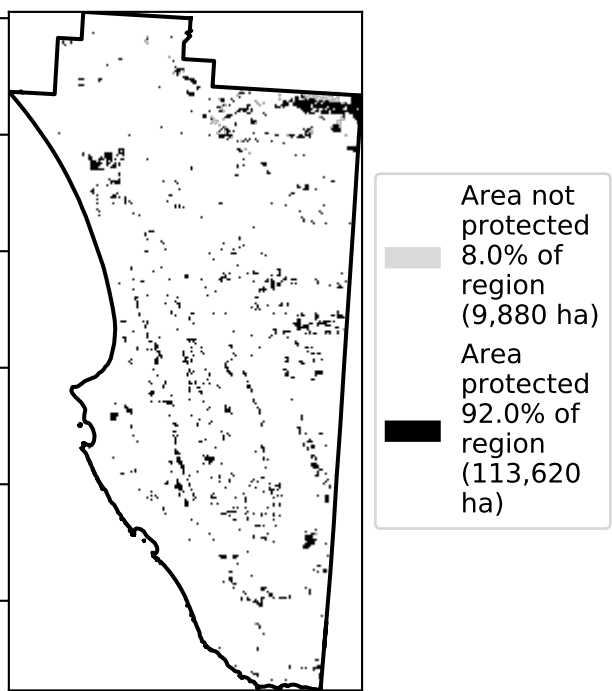 Area not
protected
8.0% of
region
(9,880 ha)
Area
protected
92.0% of
region
(113,620
ha)